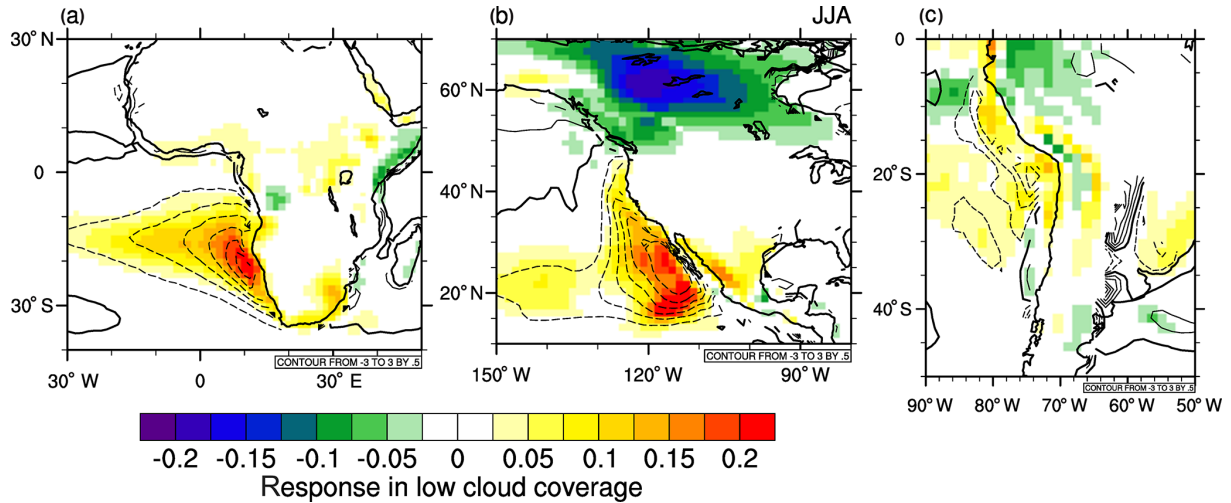 (a) (b) JJA (c)
30° N
0
30° S
30° W 0 30° E
CONTOUR FROM -3 TO 3 BY .5
60° N
40° N
20° N
150° W 120° W 90° W
CONTOUR FROM -3 TO 3 BY .5
0
20° S
40° S
90° W 80° W 70° W 60° W 50° W
CONTOUR FROM -3 TO 3 BY .5
-0.2 -0.15 -0.1 -0.05 0 0.05 0.1 0.15 0.2
Response in low cloud coverage